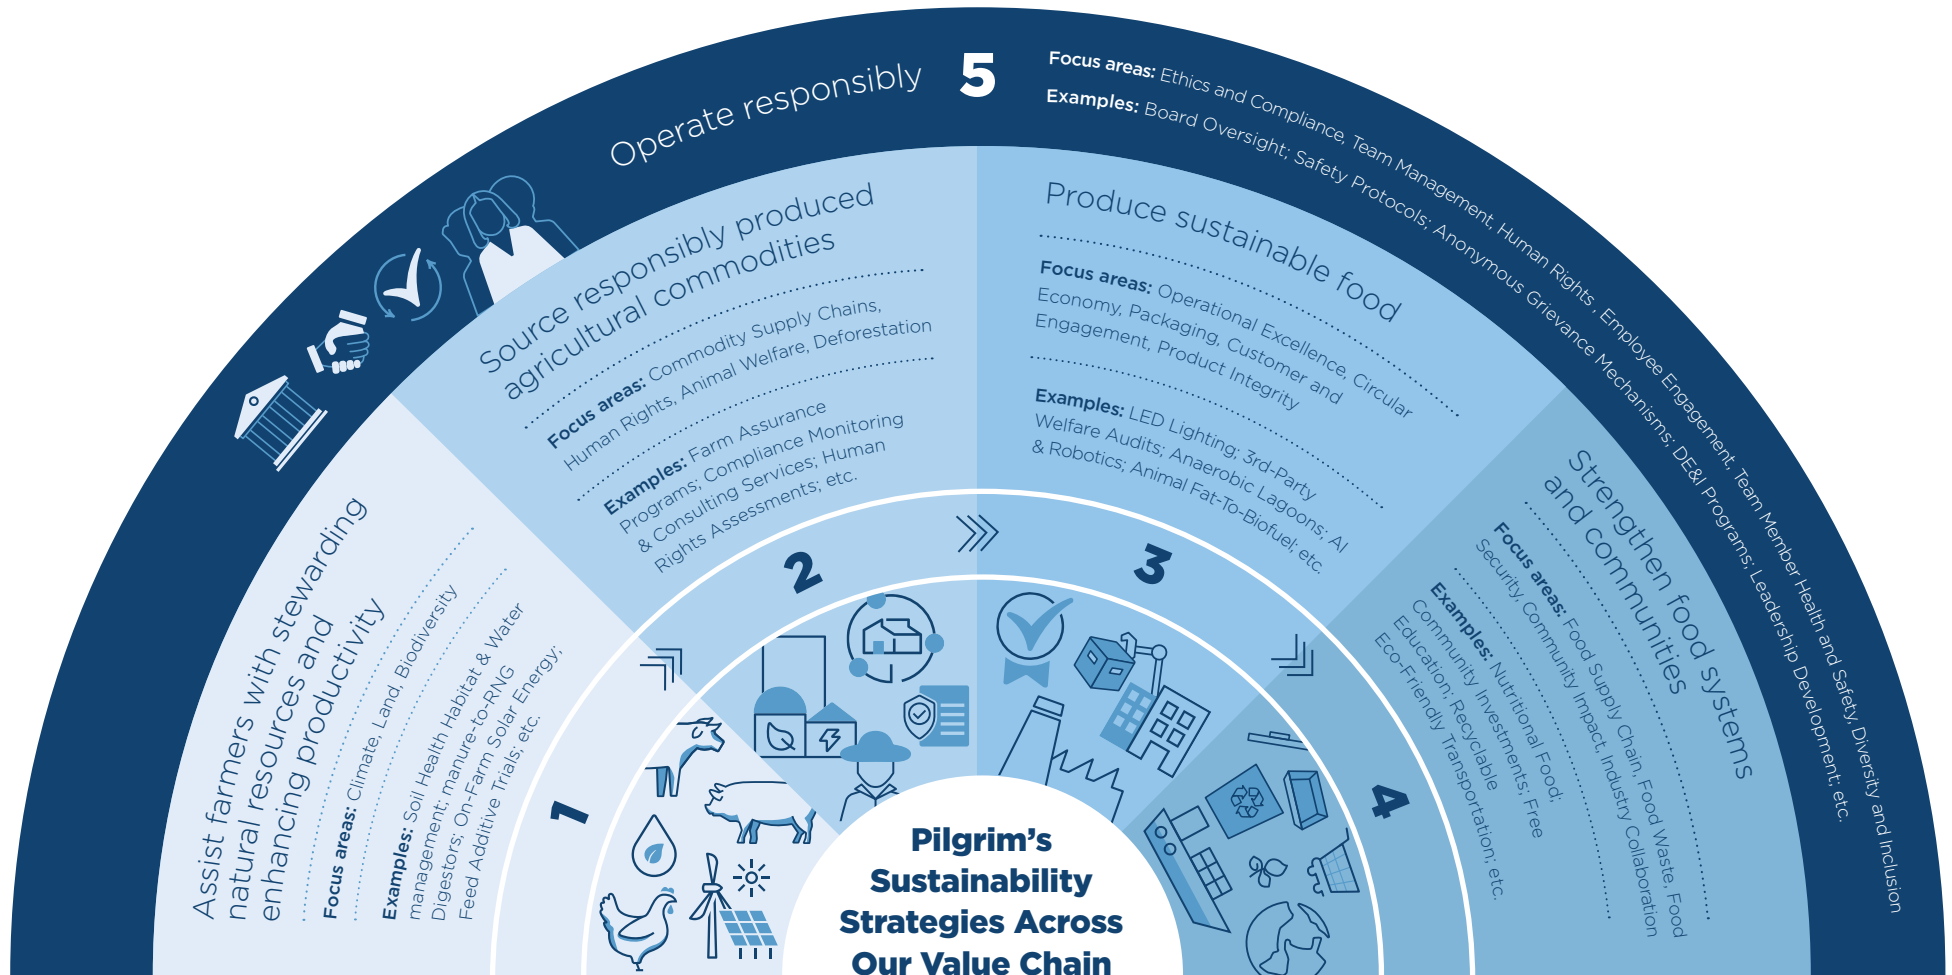 Operate responsibly
5
Focus areas: Ethics and Compliance, Team Management, Human Rights , Employee Engagement, Team Member Health and Safety, Diversity and Inclusion
Examples: Board Oversight; Safety Protocols; Anonymous Grievance Mechanisms; DE&I Programs; Leadership Development; etc.
Assist farmers with stewarding
natural resources and
enhancing productivity
Focus areas: Climate, Land, Biodiversity
Examples: Soil Health Habitat & Water
management; manure-to-RNG
Digestors; On-Farm Solar Energy;
Feed Additive Trials; etc.
1
Source responsibly produced
agricultural commodities
Focus areas: Commodity Supply Chains,
Human Rights, Animal Welfare, Deforestation
Examples: Farm Assurance
Programs; Compliance Monitoring
& Consulting Services; Human
Rights Assessments; etc.
2
Produce sustainable food
Focus areas: Operational Excellence, Circular
Economy, Packaging, Customer and
Engagement, Product Integrity
Examples: LED Lighting; 3rd-Party
Welfare Audits; Anaerobic Lagoons; AI
& Robotics; Animal Fat-To-Biofuel; etc.
3
Strengthen food systems
and communities
Focus areas: Food Supply Chain, Food Waste, Food
Security, Community Impact, Industry Collaboration
Examples: Nutritional Food;
Community Investments; Free
Education; Recyclable
Eco-Friendly Transportation; etc.
4
Pilgrim's
Sustainability
Strategies Across
Our Value Chain